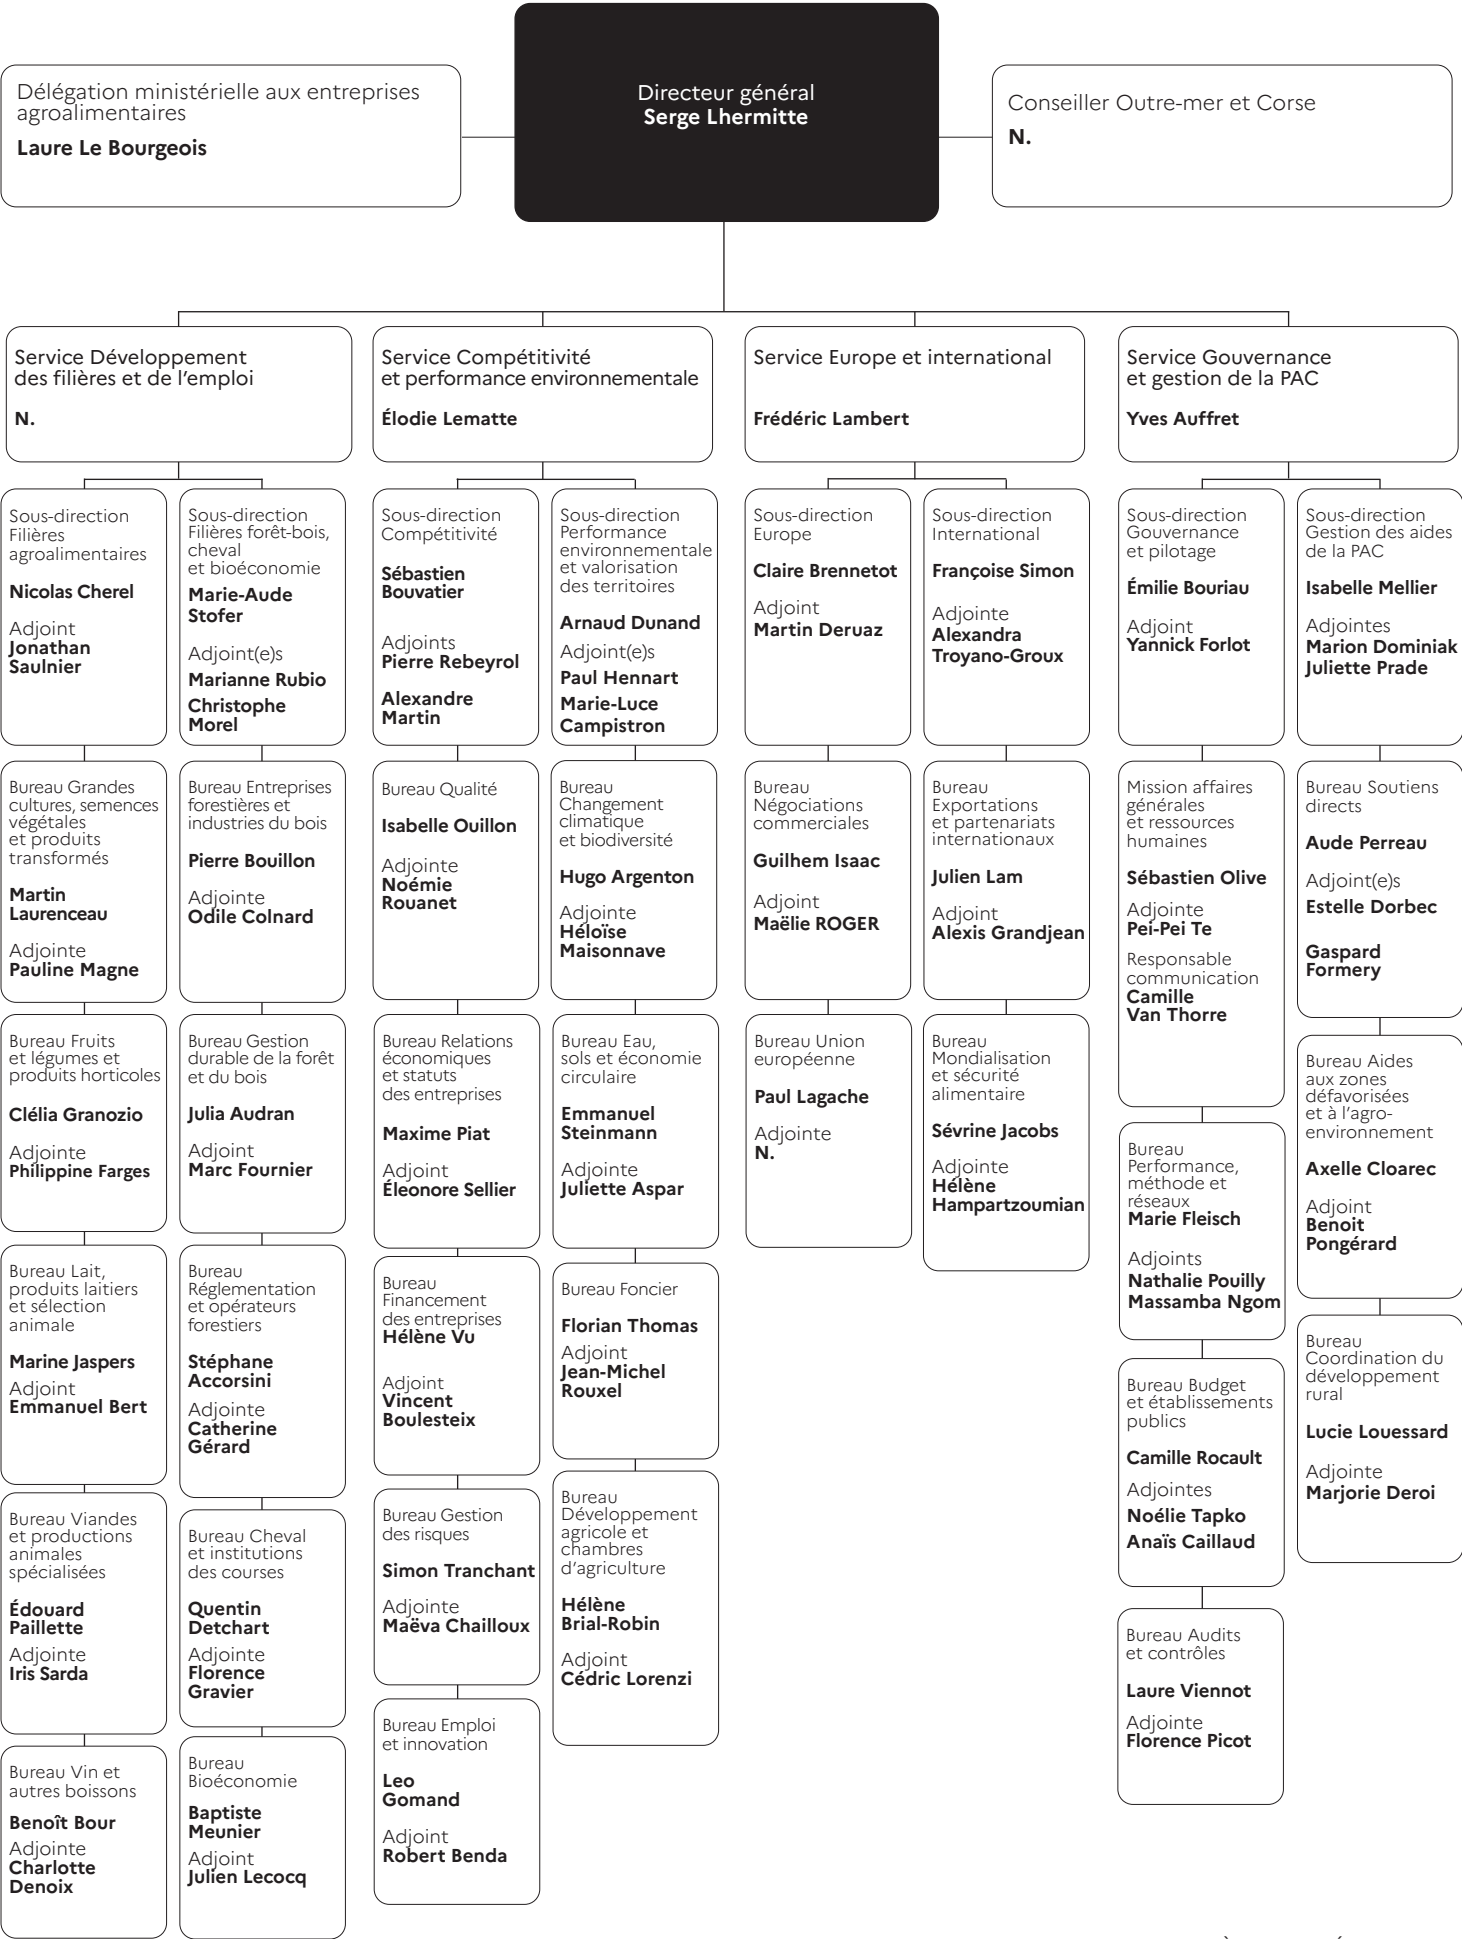 Délégation ministérielle aux entreprises
agroalimentaires
Laure Le Bourgeois
Directeur général
Serge Lhermitte
Conseiller Outre-mer et Corse
N.
Service Développement
des filières et de l'emploi
N.
Service Compétitivité
et performance environnementale
Élodie Lematte
Service Europe et international
Frédéric Lambert
Service Gouvernance
et gestion de la PAC
Yves Auffret
Sous-direction
Filières
agroalimentaires
Nicolas Cherel
Adjoint
Jonathan
Saulnier
Sous-direction
Filières forêt-bois,
cheval
et bioéconomie
Marie-Aude
Stofer
Adjoint(e)s
Marianne Rubio
Christophe
Morel
Sous-direction
Compétitivité
Sébastien
Bouvatier
Adjoints
Pierre Rebeyrol
Alexandre
Martin
Sous-direction
Performance
environnementale
et valorisation
des territoires
Arnaud Dunand
Adjoint(e)s
Paul Hennart
Marie-Luce
Campistron
Sous-direction
Europe
Claire Brennetot
Adjoint
Martin Deruaz
Sous-direction
International
Françoise Simon
Adjointe
Alexandra
Troyano-Groux
Sous-direction
Gouvernance
et pilotage
Émilie Bouriau
Adjoint
Yannick Forlot
Sous-direction
Gestion des aides
de la PAC
Isabelle Mellier
Adjointes
Marion Dominiak
Juliette Prade
Bureau Grandes
cultures, semences
végétales
et produits
transformés
Martin
Laurenceau
Adjointe
Pauline Magne
Bureau Entreprises
forestières et
industries du bois
Pierre Bouillon
Adjointe
Odile Colnard
Bureau Qualité
Isabelle Ouillon
Adjointe
Noémie
Rouanet
Bureau
Changement
climatique
et biodiversité
Hugo Argenton
Adjointe
Héloïse
Maisonnave
Bureau
Négociations
commerciales
Guilhem Isaac
Adjoint
Maëlie ROGER
Bureau
Exportations
et partenariats
internationaux
Julien Lam
Adjoint
Alexis Grandjean
Mission affaires
générales
et ressources
humaines
Sébastien Olive
Adjointe
Pei-Pei Te
Responsable
communication
Camille
Van Thorre
Bureau Soutiens
directs
Aude Perreau
Adjoint(e)s
Estelle Dorbec
Gaspard
Formery
Bureau Fruits
et légumes et
produits horticoles
Clélia Granozio
Adjointe
Philippine Farges
Bureau Gestion
durable de la forêt
et du bois
Julia Audran
Adjoint
Marc Fournier
Bureau Relations
économiques
et statuts
des entreprises
Maxime Piat
Adjoint
Éleonore Sellier
Bureau Eau,
sols et économie
circulaire
Emmanuel
Steinmann
Adjointe
Juliette Aspar
Bureau Union
européenne
Paul Lagache
Adjointe
N.
Bureau
Mondialisation
et sécurité
alimentaire
Sévrine Jacobs
Adjointe
Hélène
Hampartzoumian
Bureau Aides
aux zones
défavorisées
et à l'agro-
environnement
Axelle Cloarec
Adjoint
Benoit
Pongérard
Bureau
Performance,
méthode et
réseaux
Marie Fleisch
Adjoints
Nathalie Pouilly
Massamba Ngom
Bureau Lait,
produits laitiers
et sélection
animale
Marine Jaspers
Adjoint
Emmanuel Bert
Bureau
Réglementation
et opérateurs
forestiers
Stéphane
Accorsini
Adjointe
Catherine
Gérard
Bureau
Financement
des entreprises
Hélène Vu
Adjoint
Vincent
Boulesteix
Bureau Foncier
Florian Thomas
Adjoint
Jean-Michel
Rouxel
Bureau
Coordination du
développement
rural
Lucie Louessard
Adjointe
Marjorie Deroi
Bureau Budget
et établissements
publics
Camille Rocault
Adjointes
Noélie Tapko
Anaïs Caillaud
Bureau Viandes
et productions
animales
spécialisées
Édouard
Paillette
Adjointe
Iris Sarda
Bureau Cheval
et institutions
des courses
Quentin
Detchart
Adjointe
Florence
Gravier
Bureau Gestion
des risques
Simon Tranchant
Adjointe
Maëva Chailloux
Bureau
Développement
agricole et
chambres
d'agriculture
Hélène
Brial-Robin
Adjoint
Cédric Lorenzi
Bureau Audits
et contrôles
Laure Viennot
Adjointe
Florence Picot
Bureau Vin et
autres boissons
Benoît Bour
Adjointe
Charlotte
Denoix
Bureau
Bioéconomie
Baptiste
Meunier
Adjoint
Julien Lecocq
Bureau Emploi
et innovation
Leo
Gomand
Adjoint
Robert Benda